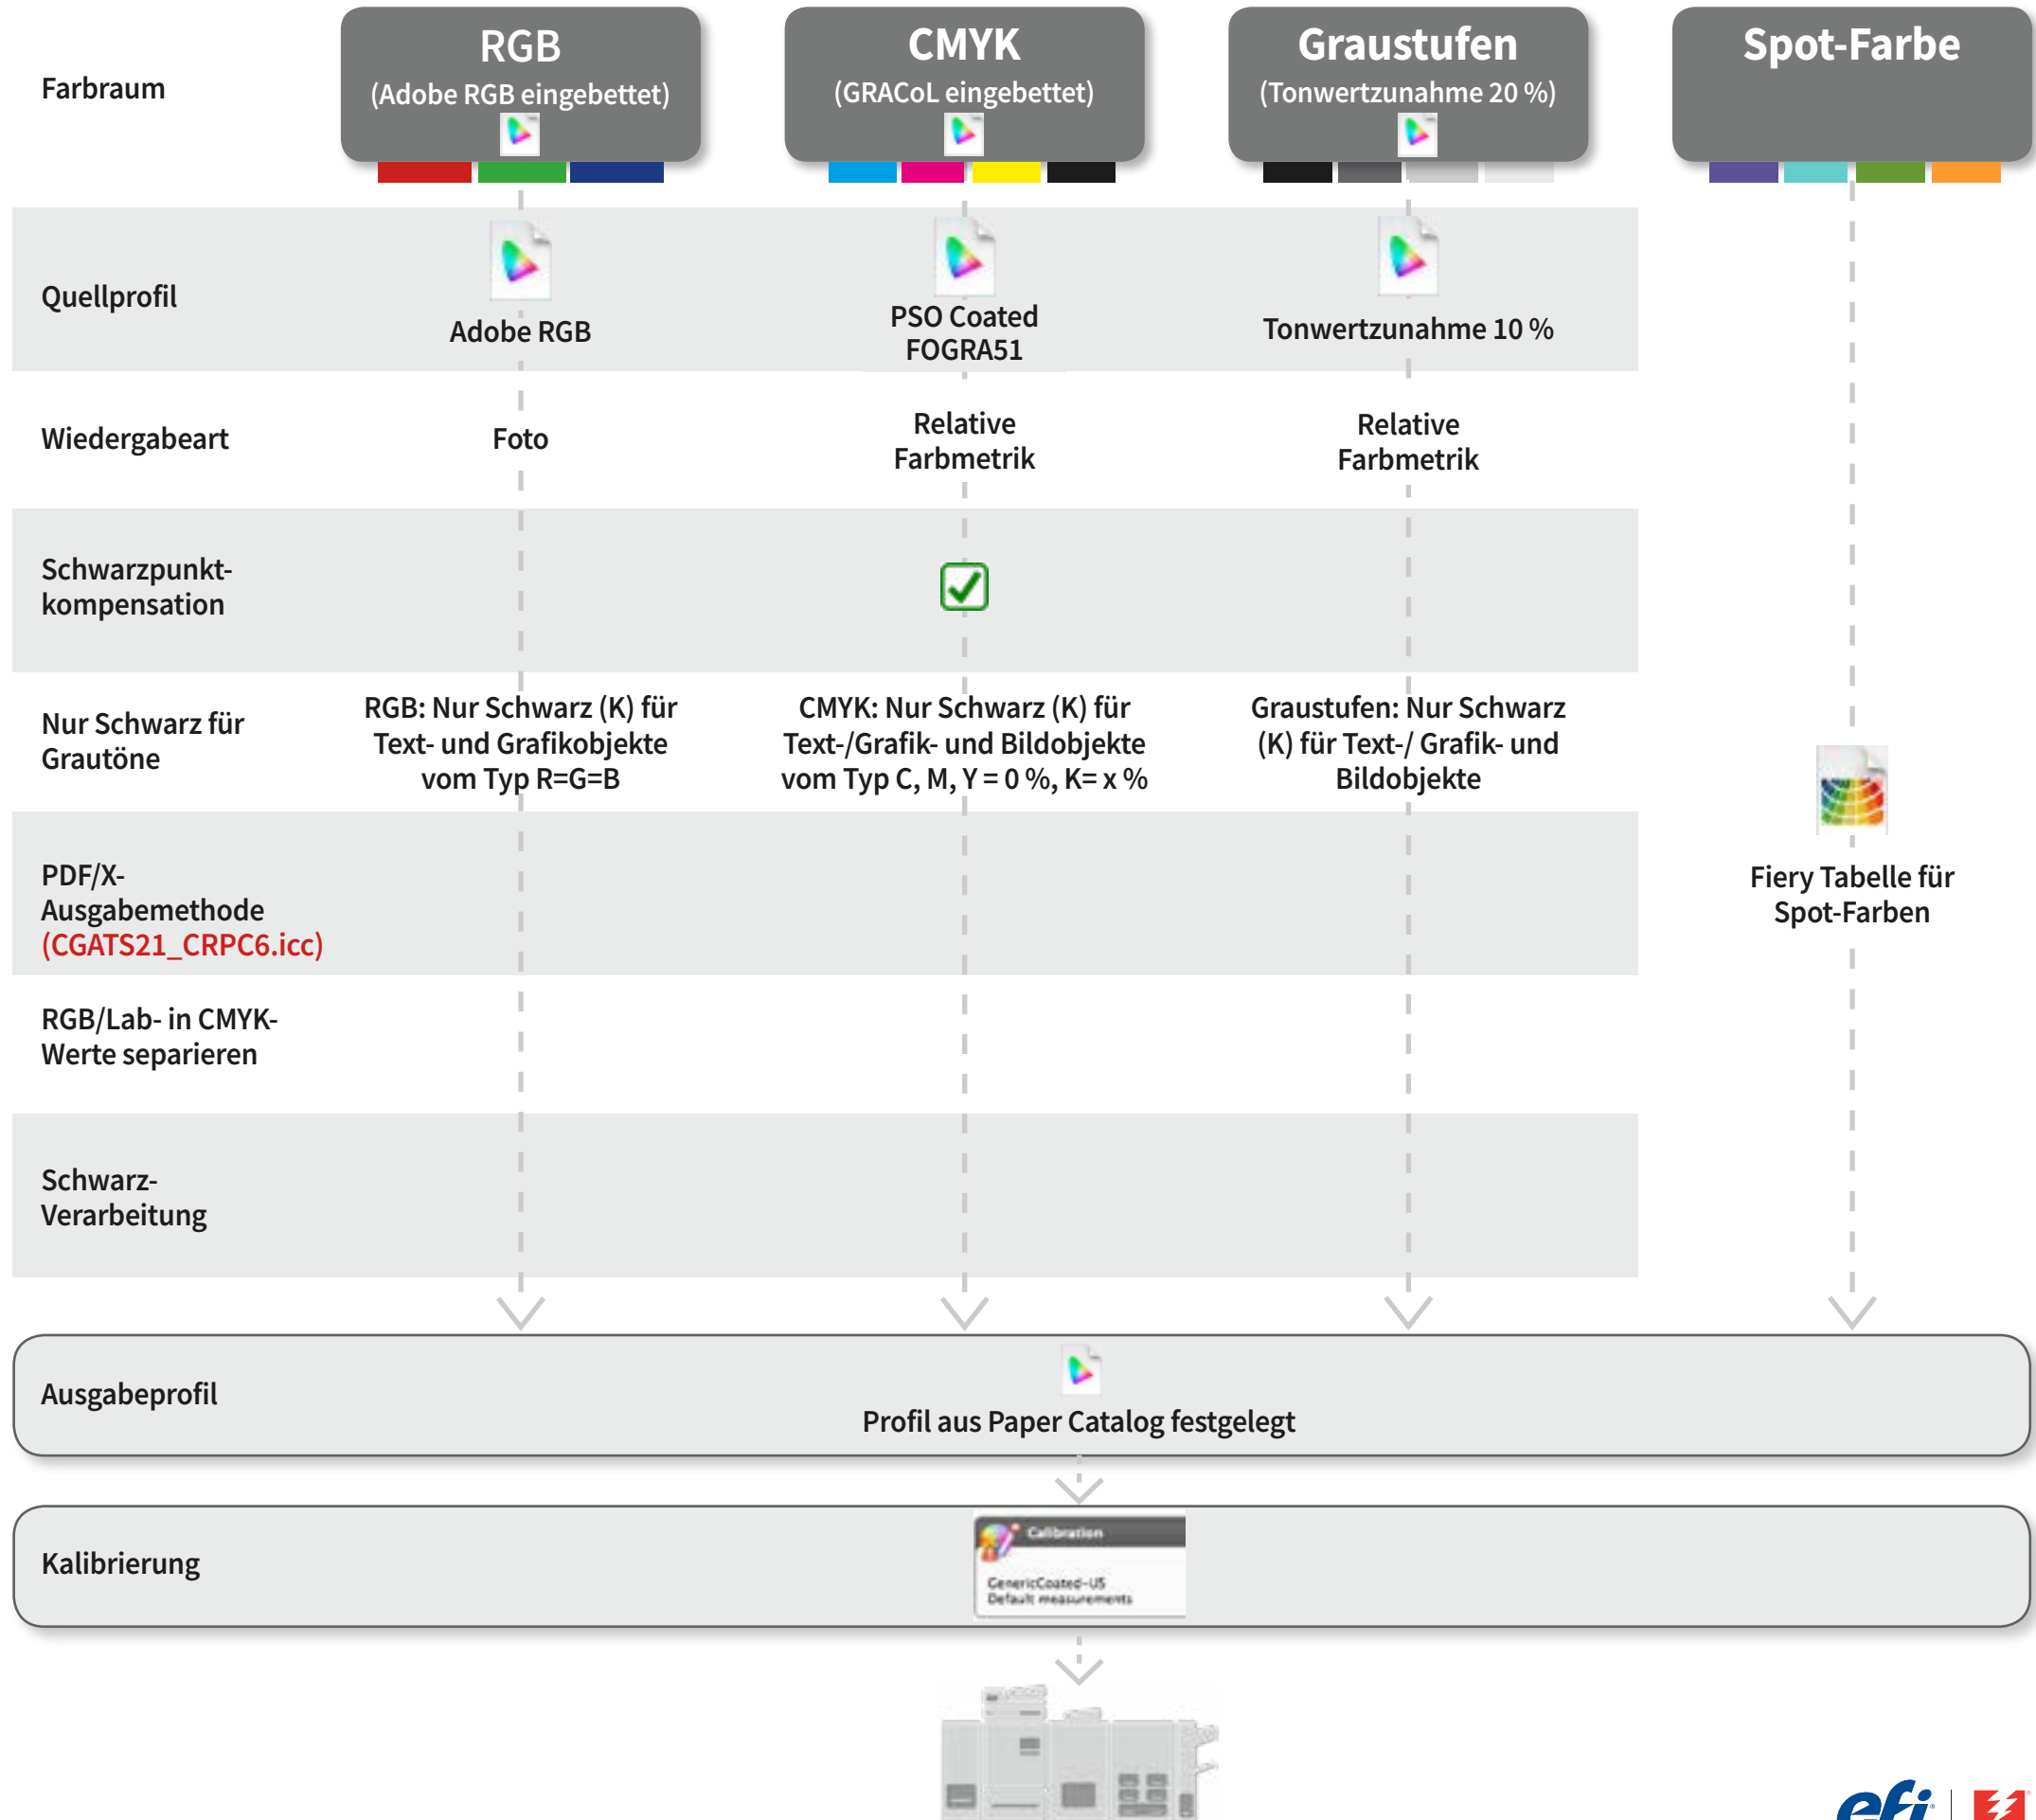 Farbraum
RGB
(Adobe RGB eingebettet)
CMYK
(GRACoL eingebettet)
Graustufen
(Tonwertzunahme 20 %)
Spot-Farbe
Quellprofil
Adobe RGB
PSO Coated
FOGRA51
Tonwertzunahme 10 %
Wiedergabeart
Foto
Relative
Farbmetrik
Relative
Farbmetrik
Schwarzpunkt-
kompensation
Nur Schwarz für
Grautöne
RGB: Nur Schwarz (K) für
Text- und Grafikobjekte
vom Typ R=G=B
CMYK: Nur Schwarz (K) für
Text-/Grafik- und Bildobjekte
vom Typ C, M, Y = 0 %, K= x %
Graustufen: Nur Schwarz
(K) für Text-/ Grafik- und
Bildobjekte
PDF/X-
Ausgabemethode
(CGATS21_CRPC6.icc)
Fiery Tabelle für
Spot-Farben
RGB/Lab- in CMYK-
Werte separieren
Schwarz-
Verarbeitung
Ausgabeprofil
Profil aus Paper Catalog festgelegt
Kalibrierung
Calibration
GenericCoated-US
Default measurements
efi